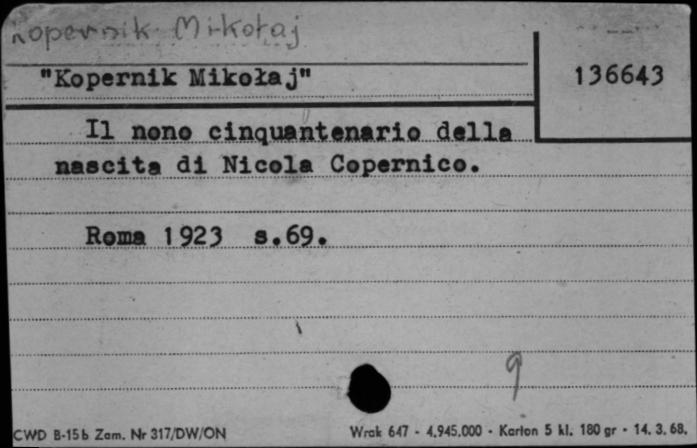 Kopernik Mikołaj
"Kopernik Mikołaj"
136643
Il nono cinquantenario della
nascita di Nicola Copernico.
Roma 1923 s.69.
9
CWD B-15b Zam. Nr 317/DW/ON
Wrak 647 - 4.945.000 - Karton 5 kl. 180 gr - 14. 3. 68.